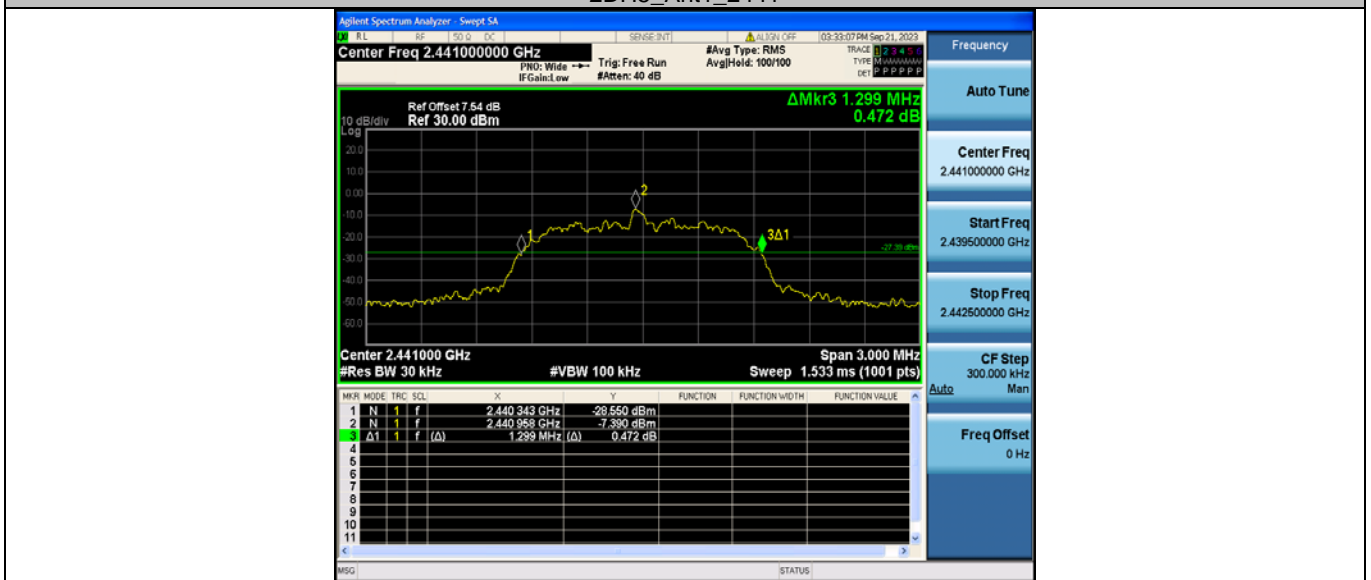 Agilent Spectrum Analyzer - Swept SA
RL RF 50 Ω DC SENSE:INT ALIGN OFF 03:33:07 PM Sep 21, 2023
Center Freq 2.441000000 GHz
PNO: Wide
IFGain:Low
Trig: Free Run
#Atten: 40 dB
#Avg Type: RMS
Avg|Hold: 100/100
TRACE 1 2 3 4 5 6
TYPE M
DET P P P P P P
Ref Offset 7.54 dB
Ref 30.00 dBm
10 dB/div
Log
ΔMkr3 1.299 MHz
0.472 dB
20.0
10.0
0.00
-10.0
-20.0
-30.0
-40.0
-50.0
-60.0
1
2
3Δ1
-27.39 dBm
Center 2.441000 GHz
Span 3.000 MHz
#Res BW 30 kHz
#VBW 100 kHz
Sweep 1.533 ms (1001 pts)
MKR MODE TRC SCL X Y FUNCTION FUNCTION WIDTH FUNCTION VALUE
1 N 1 f 2.440 343 GHz -28.550 dBm
2 N 1 f 2.440 958 GHz -7.390 dBm
3 Δ1 1 f (Δ) 1.299 MHz (Δ) 0.472 dB
4
5
6
7
8
9
10
11
MSG
STATUS
Frequency
Auto Tune
Center Freq
2.441000000 GHz
Start Freq
2.439500000 GHz
Stop Freq
2.442500000 GHz
CF Step
300.000 kHz
Auto Man
Freq Offset
0 Hz